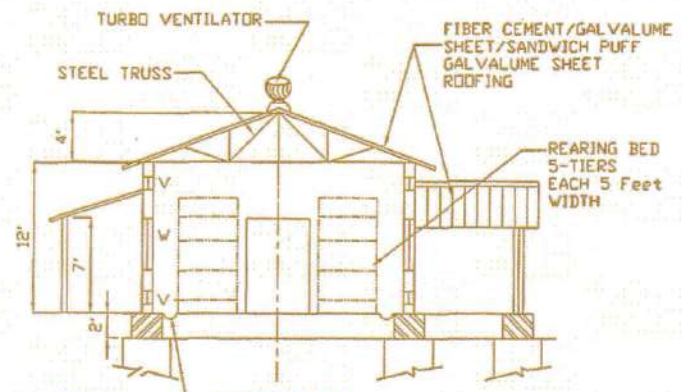 TURBO VENTILATOR
FIBER CEMENT/GALVALUME
SHEET/SANDWICH PUFF
GALVALUME SHEET
ROOFING
STEEL TRUSS
4'
REARING BED
5-TIERS
EACH 5 Feet
WIDTH
V
12'
W
7'
V
2'